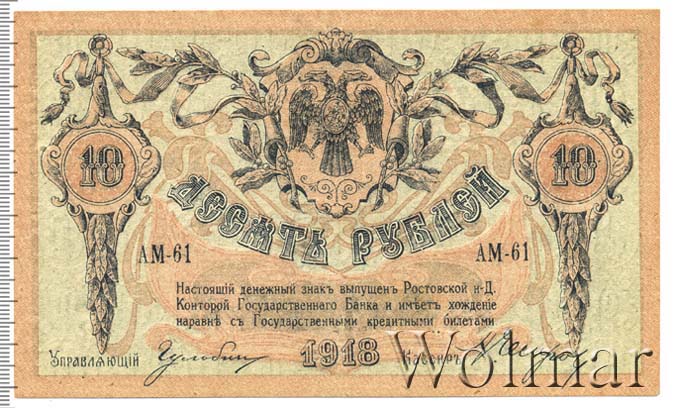 10 10
ДЕСЯТЬ РУБЛЕЙ
АМ-61 АМ-61
Настоящій денежный знакъ выпущенъ Ростовской н-Д.
Конторой Государственнаго Банка и имѣетъ хожденіе
наравнѣ съ Государственными кредитными билетами
Управляющій 1918 Кассиръ
Wolmar